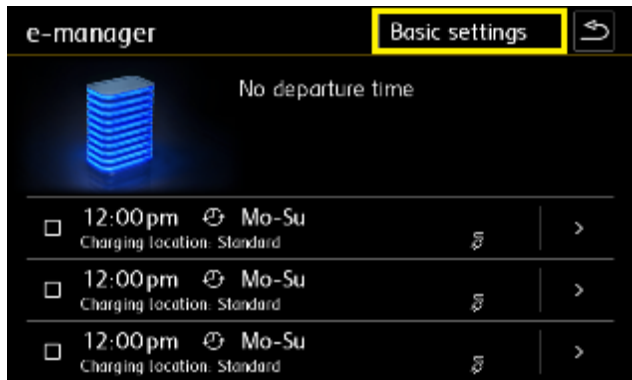 e-manager
Basic settings
No departure time
12:00pm Mo-Su
Charging location: Standard
12:00pm Mo-Su
Charging location: Standard
12:00pm Mo-Su
Charging location: Standard